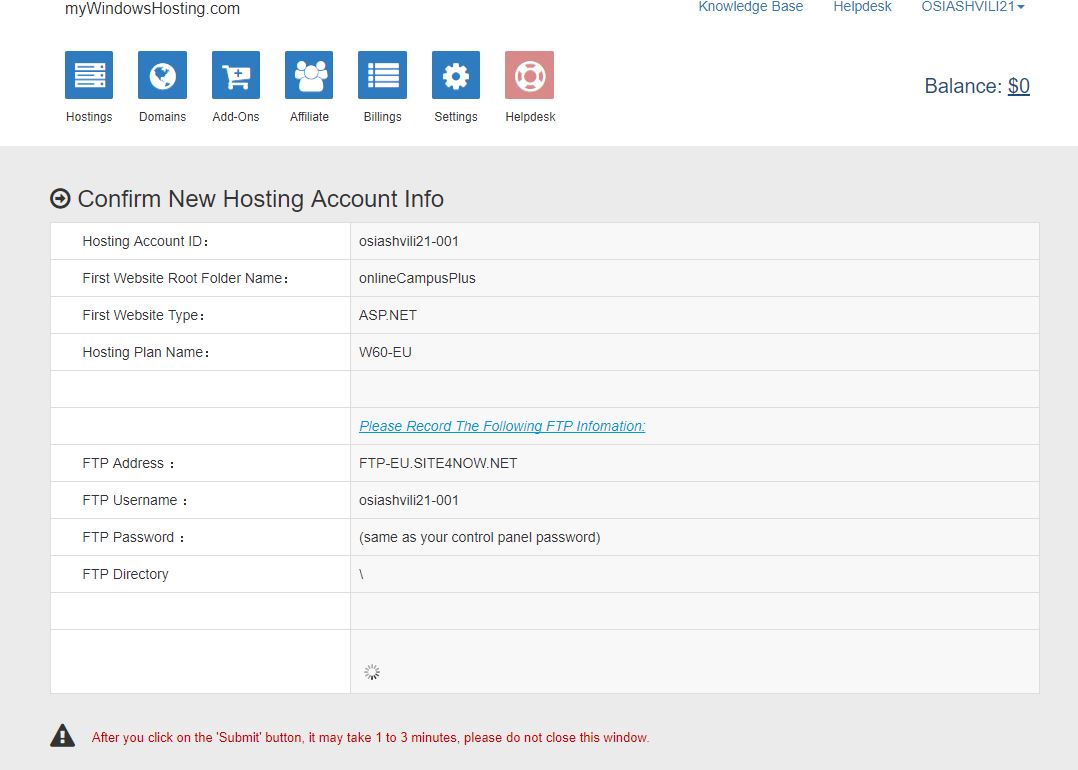 myWindowsHosting.com
Knowledge Base Helpdesk OSIASHVILI21
Hostings Domains Add-Ons Affiliate Billings Settings Helpdesk
Balance: $0
Confirm New Hosting Account Info
Hosting Account ID: osiashvili21-001
First Website Root Folder Name: onlineCampusPlus
First Website Type: ASP.NET
Hosting Plan Name: W60-EU
Please Record The Following FTP Infomation:
FTP Address : FTP-EU.SITE4NOW.NET
FTP Username : osiashvili21-001
FTP Password : (same as your control panel password)
FTP Directory \
After you click on the 'Submit' button, it may take 1 to 3 minutes, please do not close this window.